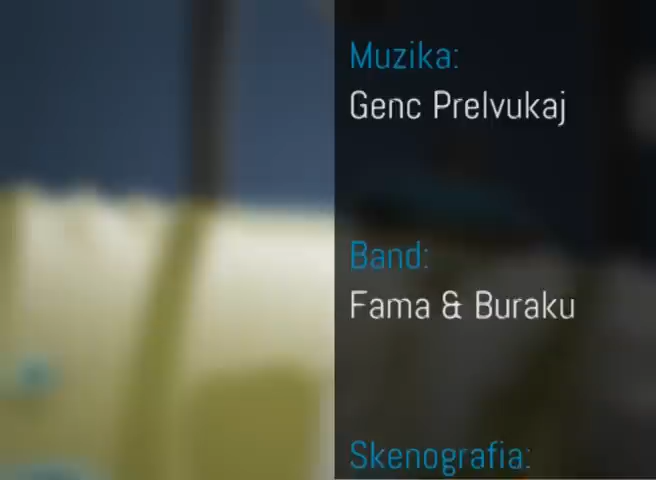 Muzika:
Genc Prelvukaj
Band:
Fama & Buraku
Skenografia: